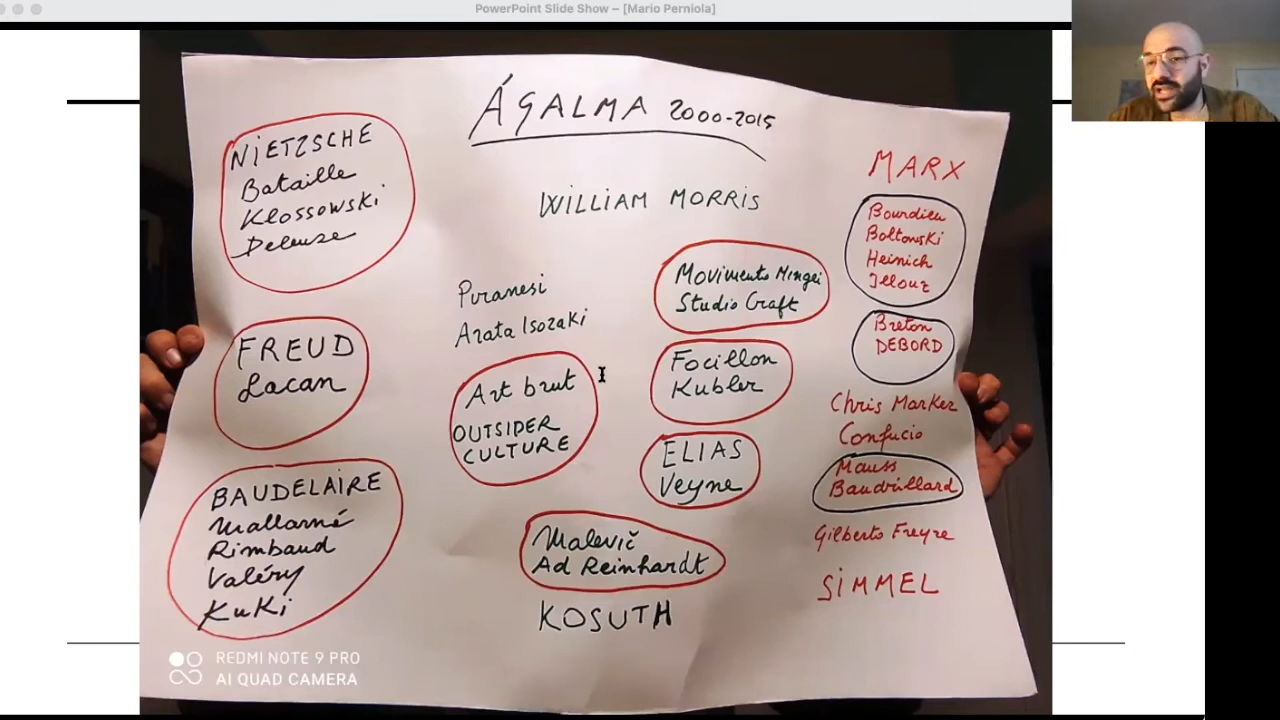 PowerPoint Slide Show – [Mario Perniola]
ÁGALMA 2000-2015
NIETZSCHE
Bataille
Klossowski
Deleuze
FREUD
Lacan
BAUDELAIRE
Mallarmé
Rimbaud
Valéry
KuKi
WILLIAM MORRIS
Piranesi
Arata Isozaki
Art brut
OUTSIDER
CULTURE
Movimento Mingei
Studio Craft
Focillon
Kubler
ELIAS
Veyne
Malevič
Ad Reinhardt
KOSUTH
MARX
Bourdieu
Boltanski
Heinich
Illouz
Breton
DEBORD
Chris Marker
Confucio
Mauss
Baudrillard
Gilberto Freyre
SIMMEL
REDMI NOTE 9 PRO
AI QUAD CAMERA